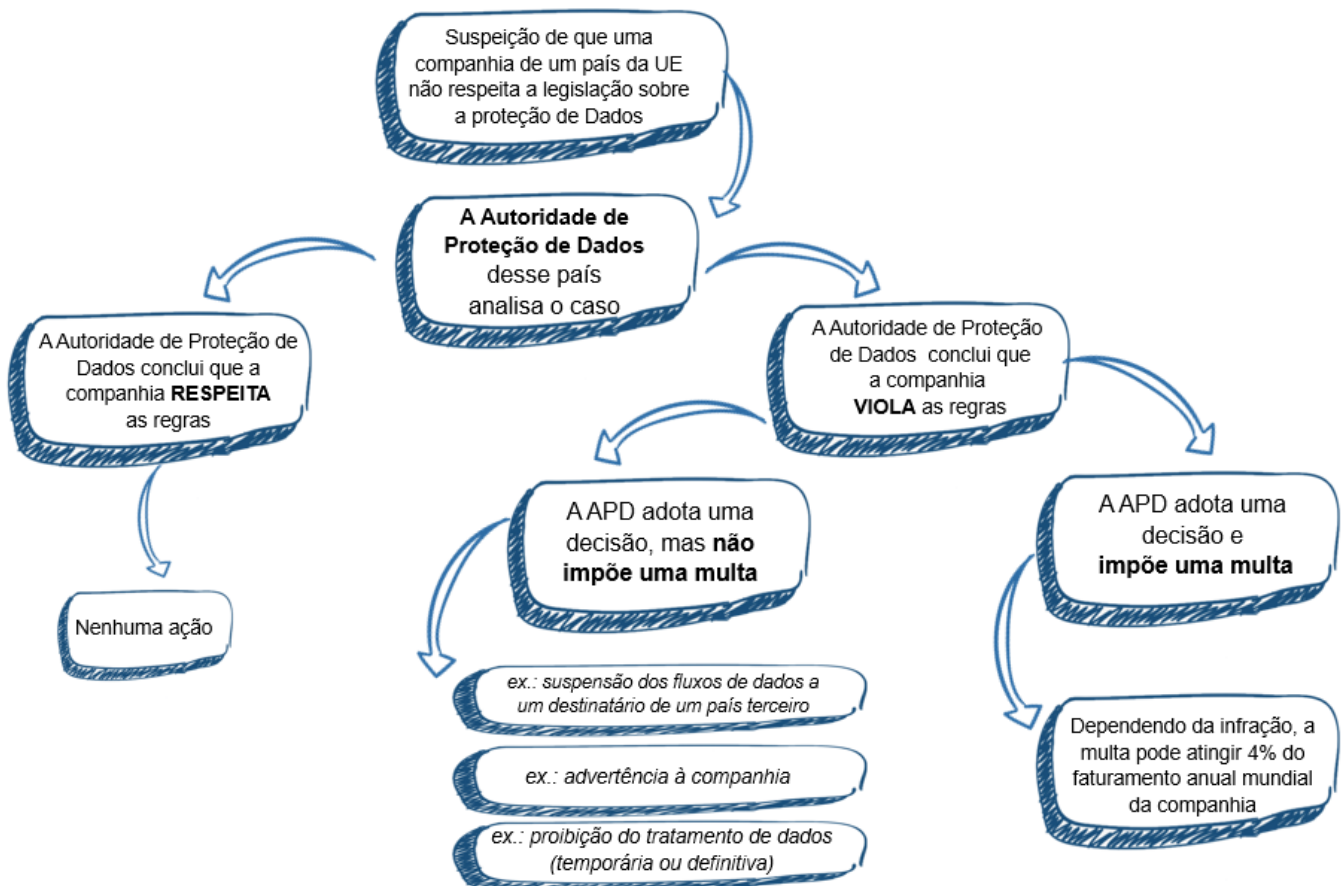 Suspeição de que uma
companhia de um país da UE
não respeita a legislação sobre
a proteção de Dados
A Autoridade de
Proteção de Dados
desse país
analisa o caso
A Autoridade de Proteção de
Dados conclui que a
companhia RESPEITA
as regras
A Autoridade de Proteção
de Dados conclui que
a companhia
VIOLA as regras
Nenhuma ação
A APD adota uma
decisão, mas não
impõe uma multa
A APD adota uma
decisão e
impõe uma multa
ex.: suspensão dos fluxos de dados a
um destinatário de um país terceiro
ex.: advertência à companhia
ex.: proibição do tratamento de dados
(temporária ou definitiva)
Dependendo da infração, a
multa pode atingir 4% do
faturamento anual mundial
da companhia